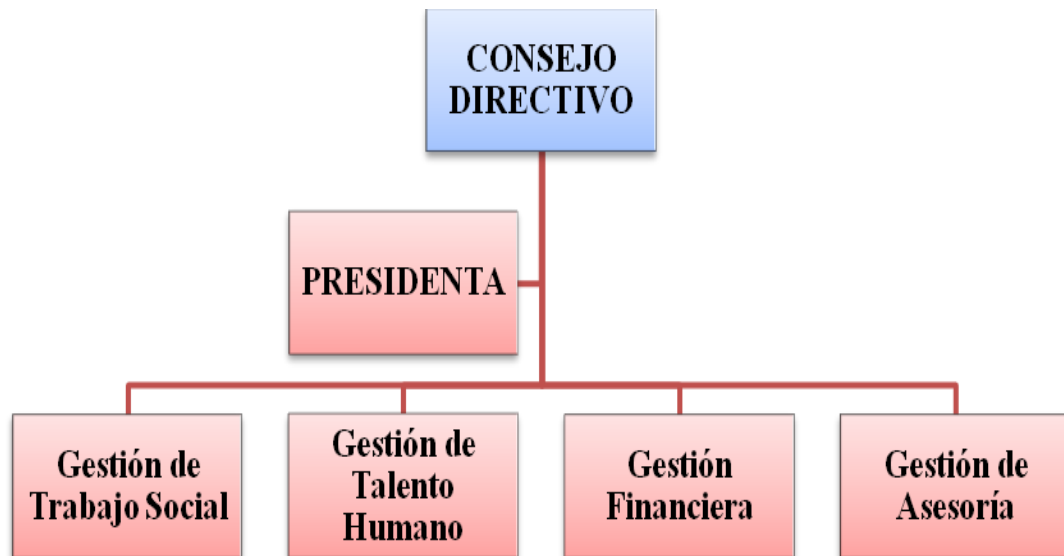 CONSEJO
DIRECTIVO
PRESIDENTA
Gestión de
Trabajo Social
Gestión de
Talento
Humano
Gestión
Financiera
Gestión de
Asesoría